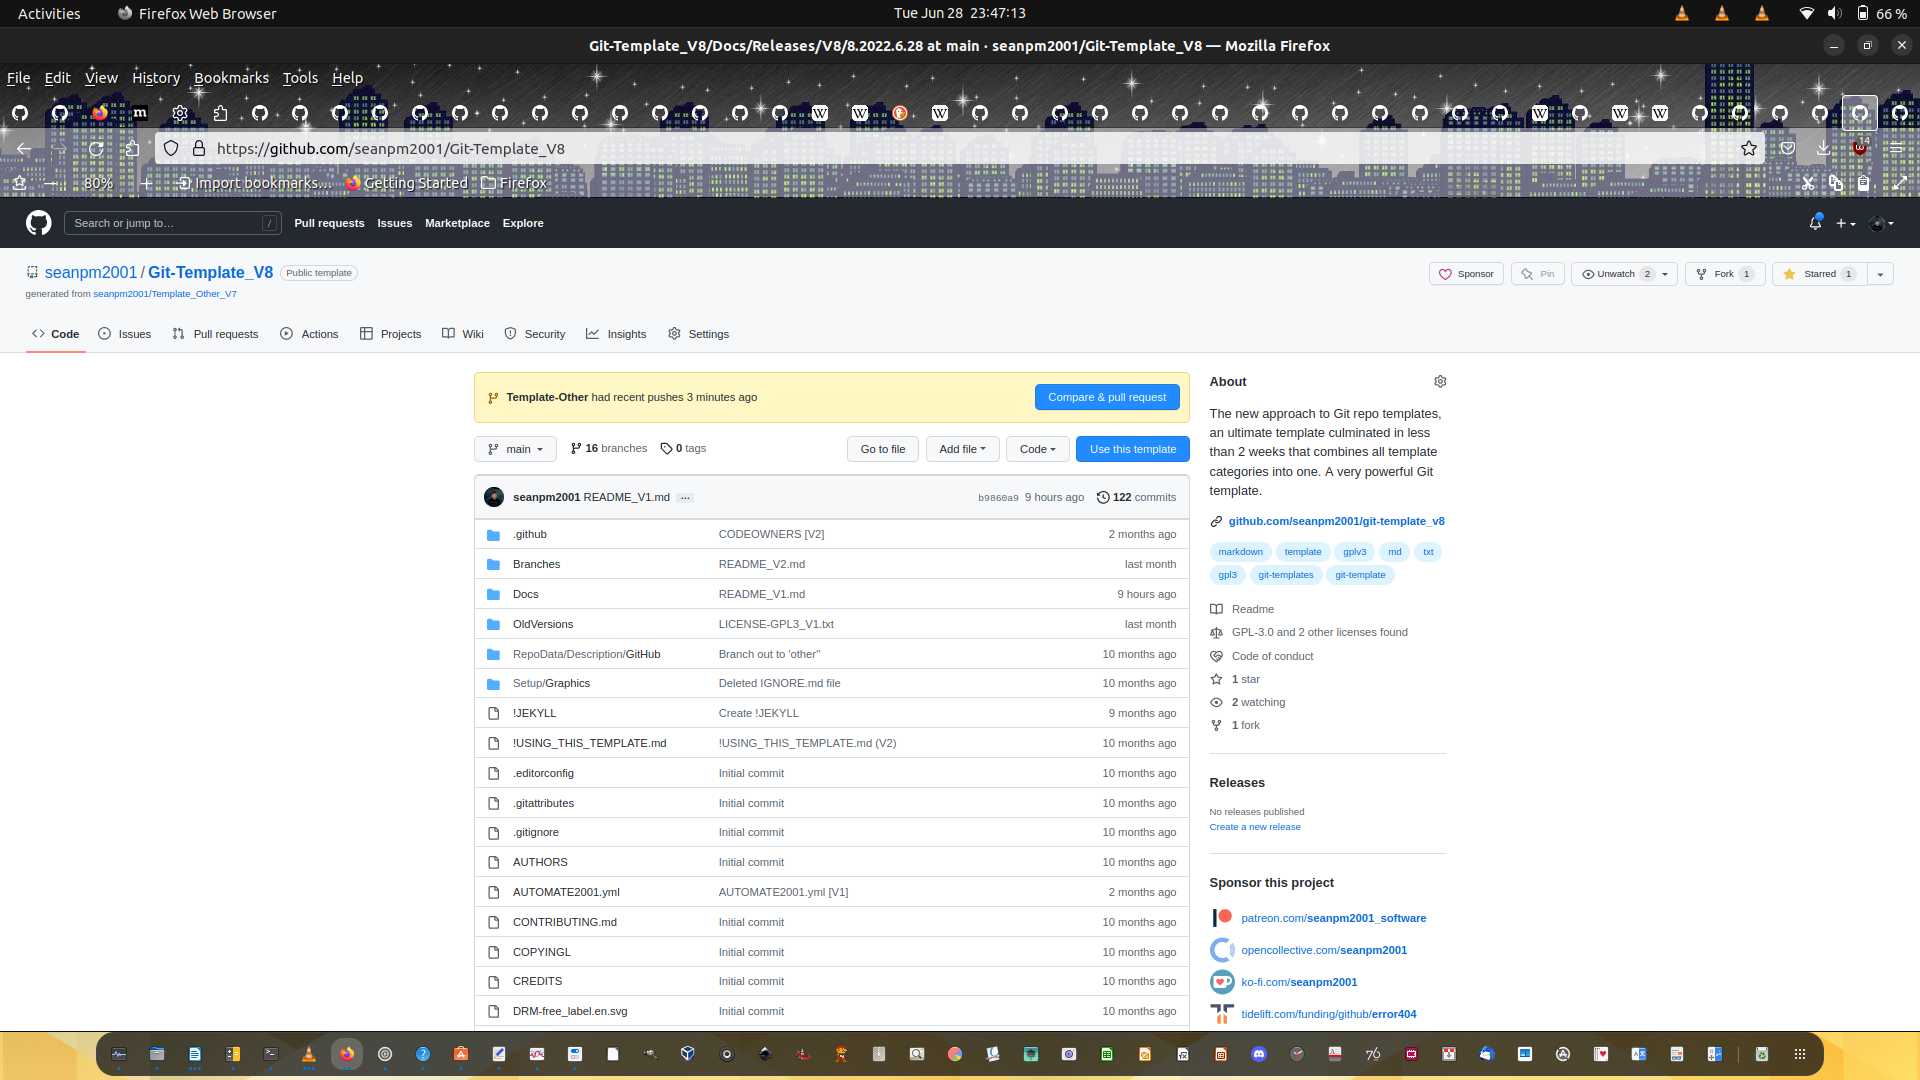 Activities
Firefox Web Browser
Tue Jun 28 23:47:13
66 %
Git-Template_V8/Docs/Releases/V8/8.2022.6.28 at main · seanpm2001/Git-Template_V8 — Mozilla Firefox
File Edit View History Bookmarks Tools Help
https://github.com/seanpm2001/Git-Template_V8
14
80%
Import bookmarks...
Getting Started
Firefox
Search or jump to…
/
Pull requests
Issues
Marketplace
Explore
seanpm2001 / Git-Template_V8
Public template
Sponsor
Pin
Unwatch 2
Fork 1
Starred 1
generated from seanpm2001/Template_Other_V7
Code
Issues
Pull requests
Actions
Projects
Wiki
Security
Insights
Settings
Template-Other had recent pushes 3 minutes ago
Compare & pull request
main
16 branches
0 tags
Go to file
Add file
Code
Use this template
seanpm2001 README_V1.md ...
b9860a9 9 hours ago
122 commits
.github CODEOWNERS [V2] 2 months ago
Branches README_V2.md last month
Docs README_V1.md 9 hours ago
OldVersions LICENSE-GPL3_V1.txt last month
RepoData/Description/GitHub Branch out to 'other'' 10 months ago
Setup/Graphics Deleted IGNORE.md file 10 months ago
!JEKYLL Create !JEKYLL 9 months ago
!USING_THIS_TEMPLATE.md !USING_THIS_TEMPLATE.md (V2) 10 months ago
.editorconfig Initial commit 10 months ago
.gitattributes Initial commit 10 months ago
.gitignore Initial commit 10 months ago
AUTHORS Initial commit 10 months ago
AUTOMATE2001.yml AUTOMATE2001.yml [V1] 2 months ago
CONTRIBUTING.md Initial commit 10 months ago
COPYINGL Initial commit 10 months ago
CREDITS Initial commit 10 months ago
DRM-free_label.en.svg Initial commit 10 months ago
About
The new approach to Git repo templates,
an ultimate template culminated in less
than 2 weeks that combines all template
categories into one. A very powerful Git
template.
github.com/seanpm2001/git-template_v8
markdown template gplv3 md txt
gpl3 git-templates git-template
Readme
GPL-3.0 and 2 other licenses found
Code of conduct
1 star
2 watching
1 fork
Releases
No releases published
Create a new release
Sponsor this project
patreon.com/seanpm2001_software
opencollective.com/seanpm2001
ko-fi.com/seanpm2001
tidelift.com/funding/github/error404